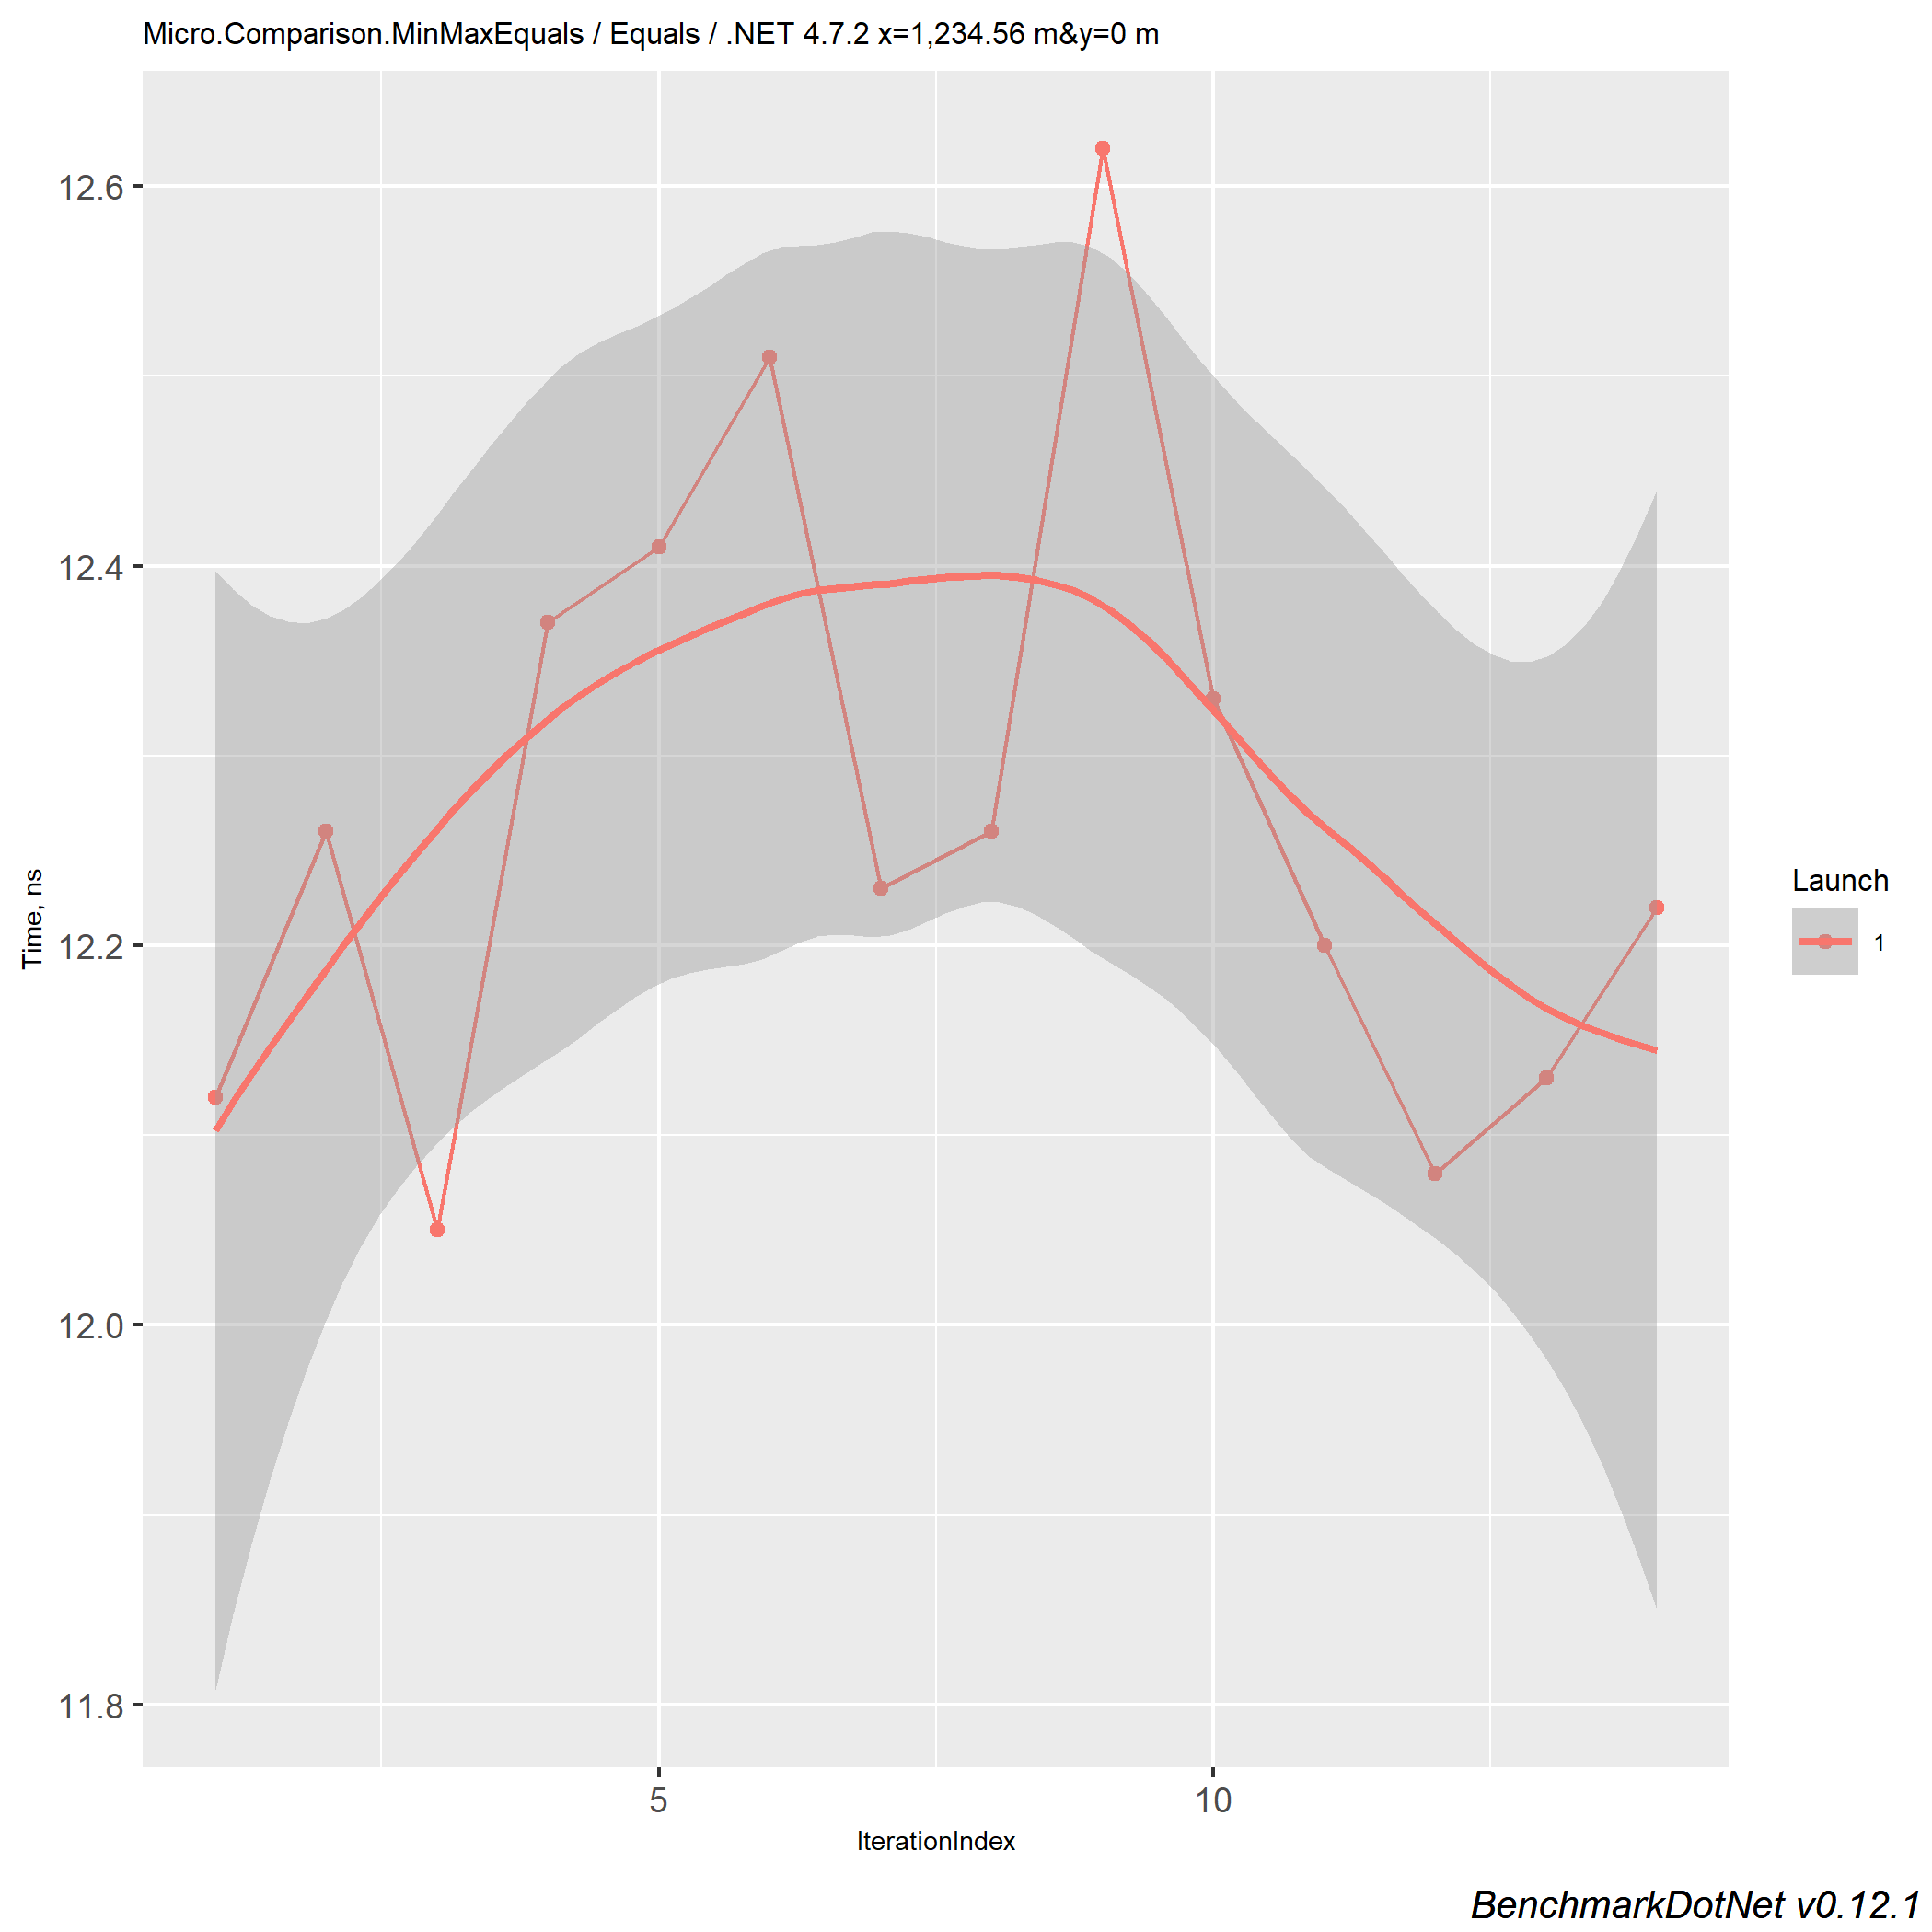 Micro.Comparison.MinMaxEquals / Equals / .NET 4.7.2 x=1,234.56 m&y=0 m
12.6
12.4
12.2
12.0
11.8
Time, ns
5
10
IterationIndex
Launch
1
BenchmarkDotNet v0.12.1